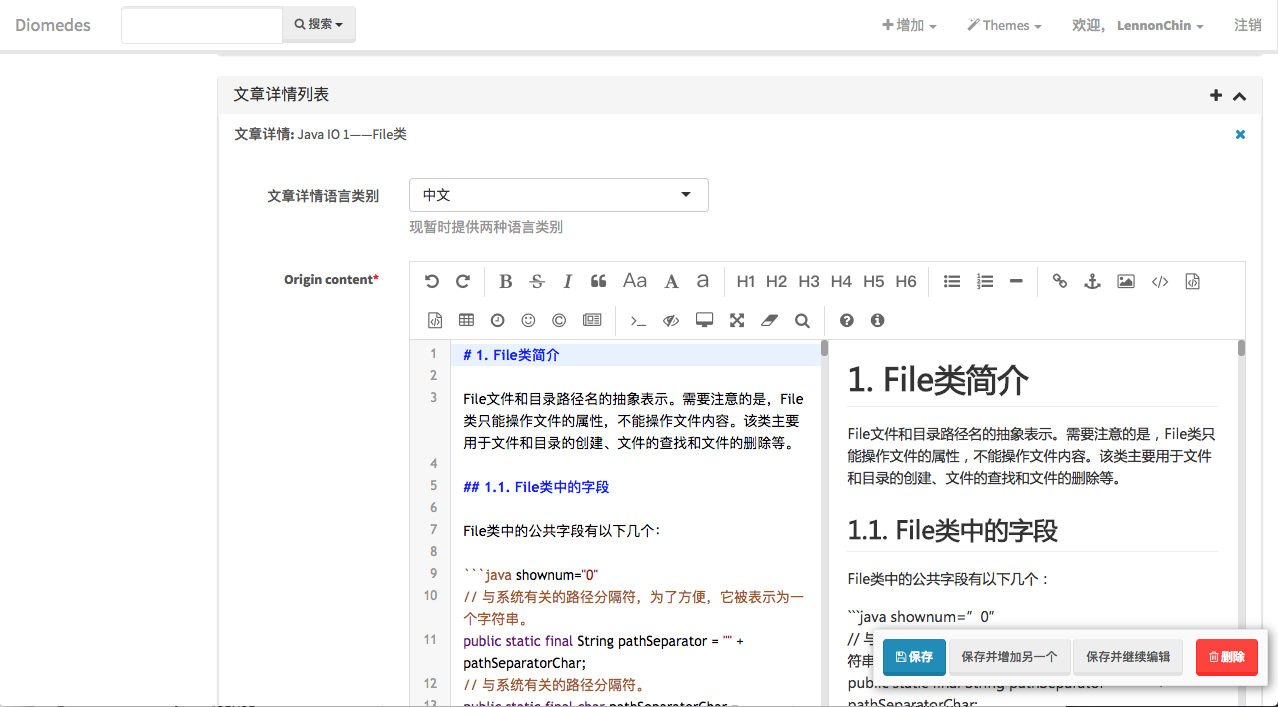 Diomedes 搜索 增加 Themes 欢迎， LennonChin 注销
文章详情列表
文章详情: Java IO 1——File类
文章详情语言类别 中文
现暂时提供两种语言类别
Origin content*
B S I Aa A a H1 H2 H3 H4 H5 H6
1 # 1. File类简介
2
3 File文件和目录路径名的抽象表示。需要注意的是，File
类只能操作文件的属性，不能操作文件内容。该类主要
用于文件和目录的创建、文件的查找和文件的删除等。
4
5 ## 1.1. File类中的字段
6
7 File类中的公共字段有以下几个：
8
9 ```java shownum="0"
10 // 与系统有关的路径分隔符，为了方便，它被表示为一
个字符串。
11 public static final String pathSeparator = "" +
pathSeparatorChar;
12 // 与系统有关的路径分隔符。
13 public static final char pathSeparatorChar =
1. File类简介
File文件和目录路径名的抽象表示。需要注意的是，File类只
能操作文件的属性，不能操作文件内容。该类主要用于文件
和目录的创建、文件的查找和文件的删除等。
1.1. File类中的字段
File类中的公共字段有以下几个：
```java shownum=” 0”
// 与
符串
public static final String pathSeparator
pathSeparatorChar;
保存 保存并增加另一个 保存并继续编辑 删除